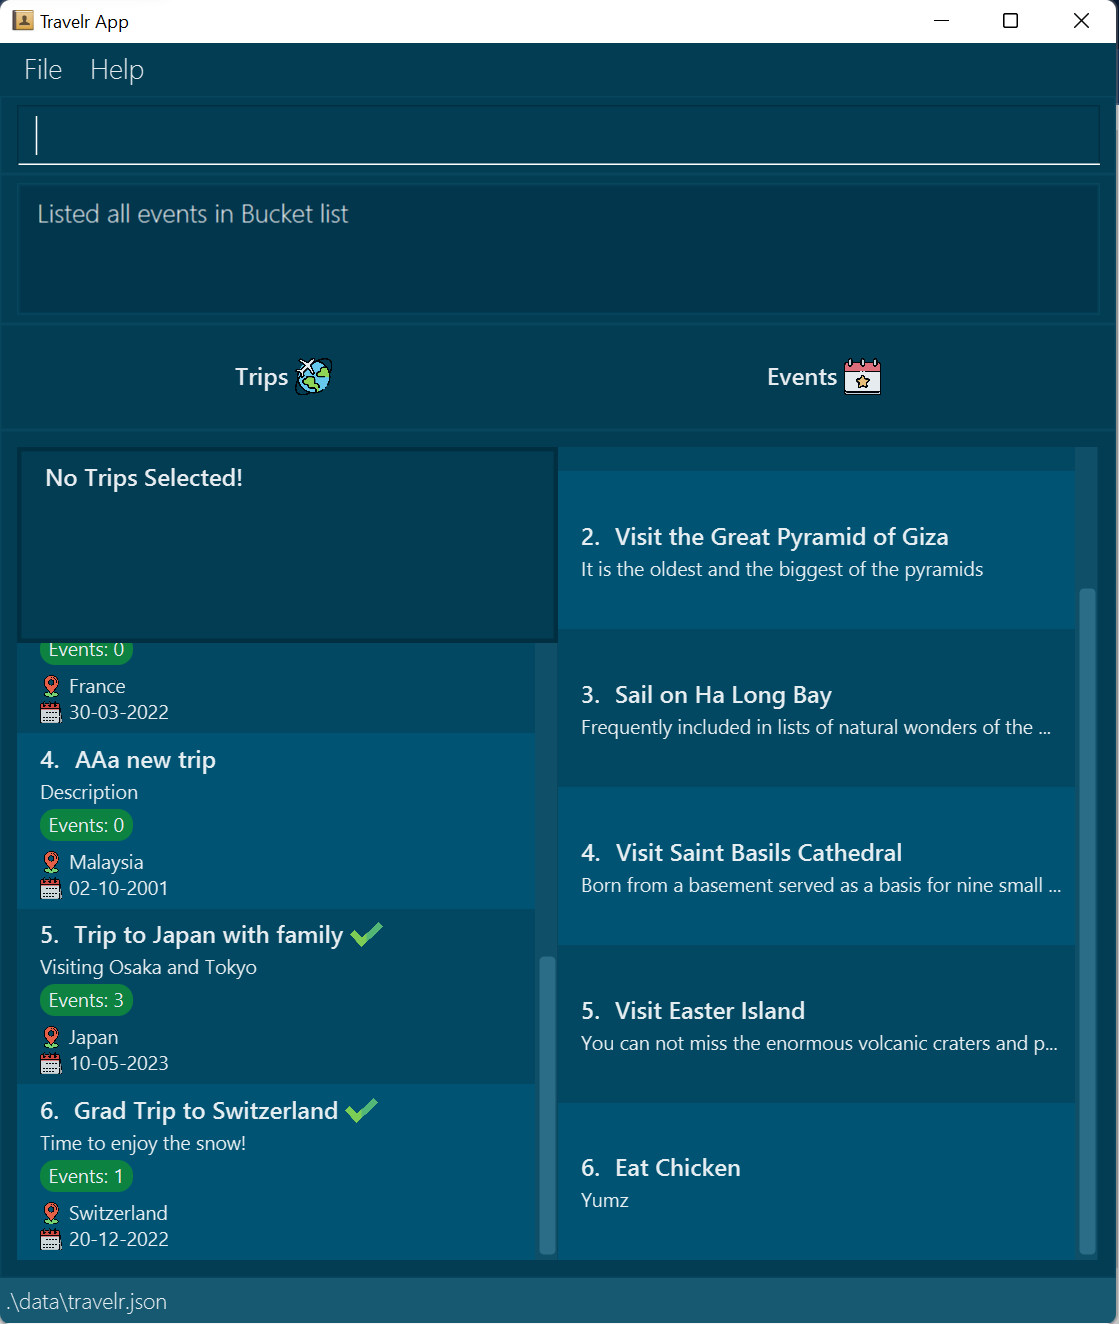 Travelr App
File Help
Listed all events in Bucket list
Trips
Events
No Trips Selected!
Events: 0
France
30-03-2022
4. AAa new trip
Description
Events: 0
Malaysia
02-10-2001
5. Trip to Japan with family
Visiting Osaka and Tokyo
Events: 3
Japan
10-05-2023
6. Grad Trip to Switzerland
Time to enjoy the snow!
Events: 1
Switzerland
20-12-2022
2. Visit the Great Pyramid of Giza
It is the oldest and the biggest of the pyramids
3. Sail on Ha Long Bay
Frequently included in lists of natural wonders of the ...
4. Visit Saint Basils Cathedral
Born from a basement served as a basis for nine small ...
5. Visit Easter Island
You can not miss the enormous volcanic craters and p...
6. Eat Chicken
Yumz
.\data\travelr.json